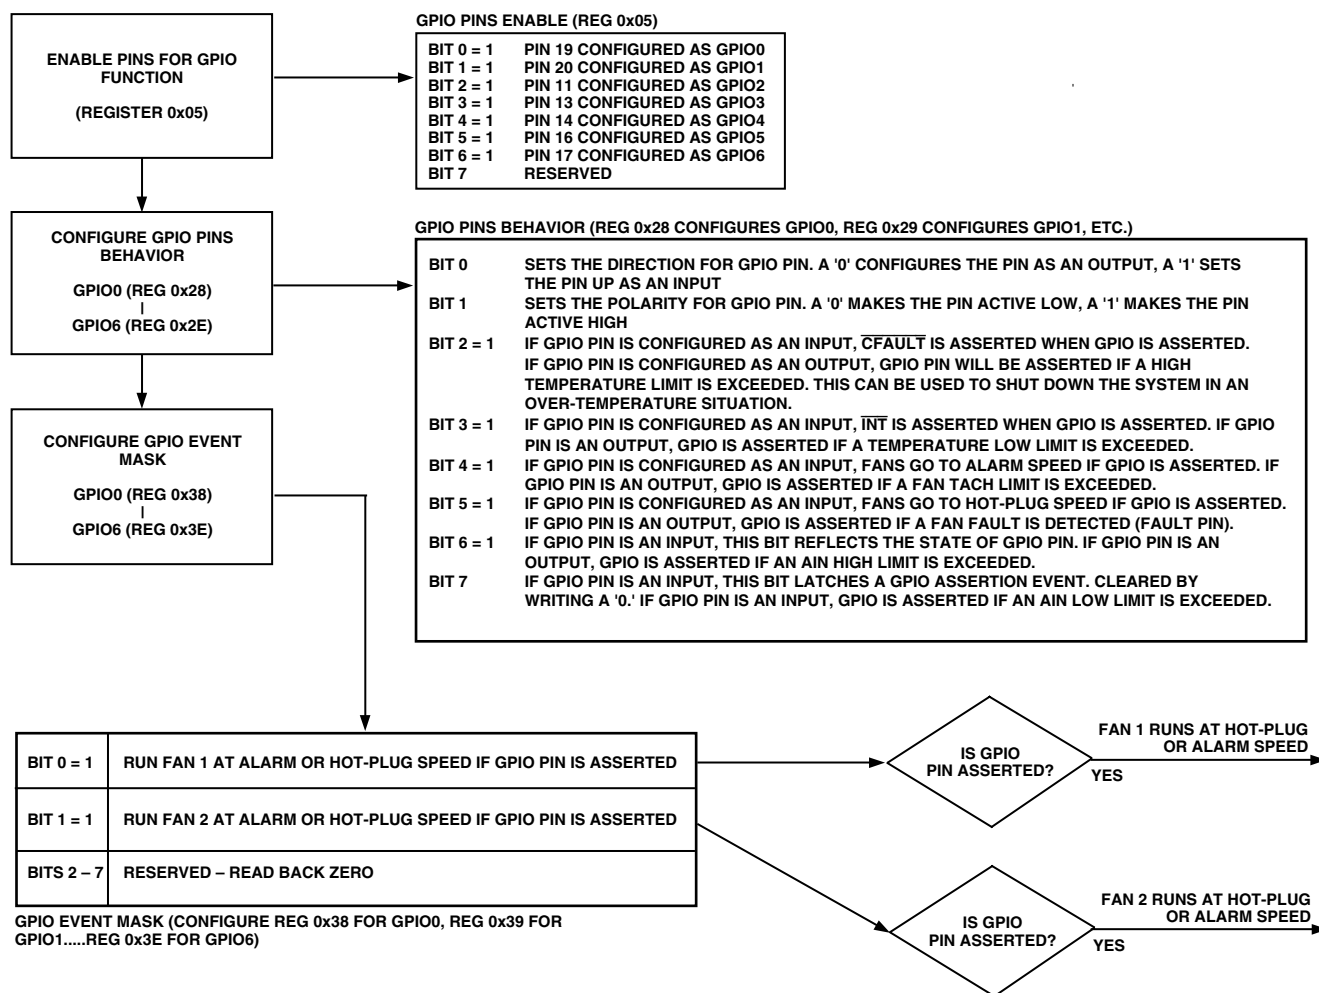 ENABLE PINS FOR GPIO
FUNCTION
(REGISTER 0x05)
GPIO PINS ENABLE (REG 0x05)
BIT 0 = 1 PIN 19 CONFIGURED AS GPIO0
BIT 1 = 1 PIN 20 CONFIGURED AS GPIO1
BIT 2 = 1 PIN 11 CONFIGURED AS GPIO2
BIT 3 = 1 PIN 13 CONFIGURED AS GPIO3
BIT 4 = 1 PIN 14 CONFIGURED AS GPIO4
BIT 5 = 1 PIN 16 CONFIGURED AS GPIO5
BIT 6 = 1 PIN 17 CONFIGURED AS GPIO6
BIT 7 RESERVED
CONFIGURE GPIO PINS
BEHAVIOR
GPIO0 (REG 0x28)
|
GPIO6 (REG 0x2E)
GPIO PINS BEHAVIOR (REG 0x28 CONFIGURES GPIO0, REG 0x29 CONFIGURES GPIO1, ETC.)
BIT 0 SETS THE DIRECTION FOR GPIO PIN. A '0' CONFIGURES THE PIN AS AN OUTPUT, A '1' SETS
THE PIN UP AS AN INPUT
BIT 1 SETS THE POLARITY FOR GPIO PIN. A '0' MAKES THE PIN ACTIVE LOW, A '1' MAKES THE PIN
ACTIVE HIGH
BIT 2 = 1 IF GPIO PIN IS CONFIGURED AS AN INPUT, CFAULT IS ASSERTED WHEN GPIO IS ASSERTED.
IF GPIO PIN IS CONFIGURED AS AN OUTPUT, GPIO PIN WILL BE ASSERTED IF A HIGH
TEMPERATURE LIMIT IS EXCEEDED. THIS CAN BE USED TO SHUT DOWN THE SYSTEM IN AN
OVER-TEMPERATURE SITUATION.
BIT 3 = 1 IF GPIO PIN IS CONFIGURED AS AN INPUT, INT IS ASSERTED WHEN GPIO IS ASSERTED. IF GPIO
PIN IS AN OUTPUT, GPIO IS ASSERTED IF A TEMPERATURE LOW LIMIT IS EXCEEDED.
BIT 4 = 1 IF GPIO PIN IS CONFIGURED AS AN INPUT, FANS GO TO ALARM SPEED IF GPIO IS ASSERTED. IF
GPIO PIN IS AN OUTPUT, GPIO IS ASSERTED IF A FAN TACH LIMIT IS EXCEEDED.
BIT 5 = 1 IF GPIO PIN IS CONFIGURED AS AN INPUT, FANS GO TO HOT-PLUG SPEED IF GPIO IS ASSERTED.
IF GPIO PIN IS AN OUTPUT, GPIO IS ASSERTED IF A FAN FAULT IS DETECTED (FAULT PIN).
BIT 6 = 1 IF GPIO PIN IS AN INPUT, THIS BIT REFLECTS THE STATE OF GPIO PIN. IF GPIO PIN IS AN
OUTPUT, GPIO IS ASSERTED IF AN AIN HIGH LIMIT IS EXCEEDED.
BIT 7 IF GPIO PIN IS AN INPUT, THIS BIT LATCHES A GPIO ASSERTION EVENT. CLEARED BY
WRITING A '0.' IF GPIO PIN IS AN INPUT, GPIO IS ASSERTED IF AN AIN LOW LIMIT IS EXCEEDED.
CONFIGURE GPIO EVENT
MASK
GPIO0 (REG 0x38)
|
GPIO6 (REG 0x3E)
BIT 0 = 1 RUN FAN 1 AT ALARM OR HOT-PLUG SPEED IF GPIO PIN IS ASSERTED
BIT 1 = 1 RUN FAN 2 AT ALARM OR HOT-PLUG SPEED IF GPIO PIN IS ASSERTED
BITS 2 – 7 RESERVED – READ BACK ZERO
GPIO EVENT MASK (CONFIGURE REG 0x38 FOR GPIO0, REG 0x39 FOR
GPIO1.....REG 0x3E FOR GPIO6)
IS GPIO
PIN ASSERTED?
FAN 1 RUNS AT HOT-PLUG
OR ALARM SPEED
YES
IS GPIO
PIN ASSERTED?
FAN 2 RUNS AT HOT-PLUG
OR ALARM SPEED
YES